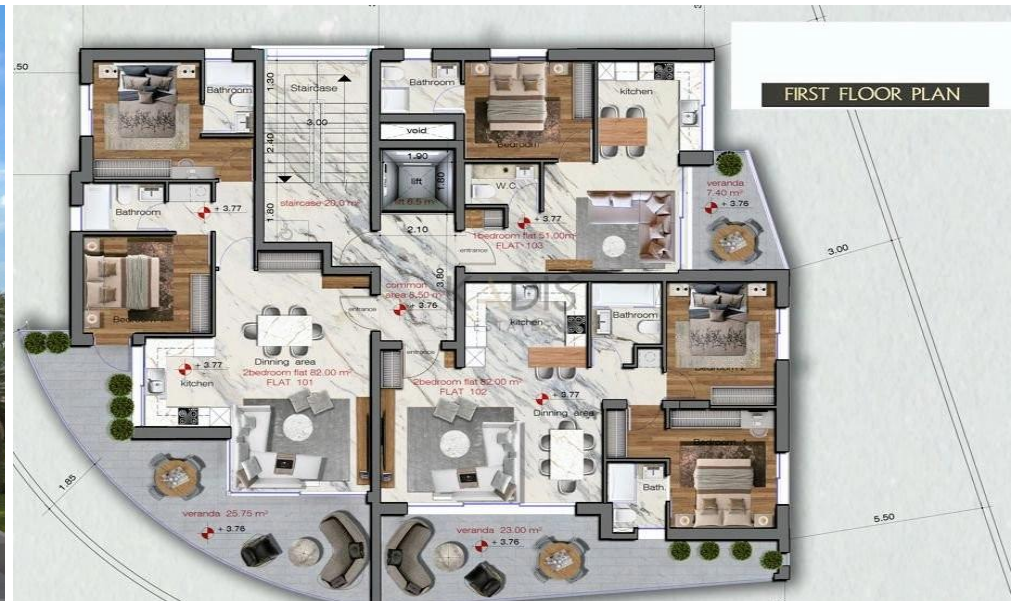 FIRST FLOOR PLAN
.50
Bathroom
Staircase
1.30
3.00
2.40
staircase 20,0 m²
1.80
Bathroom
+ 3.77
Bathroom
void
1.90
lift
1.80
2.10
Bedroom
kitchen
W.C.
+ 3.77
1bedroom flat 51.00m²
FLAT 103
entrance
veranda
7.40 m²
+ 3.76
3.00
common
area 8.50 m²
+ 3.76
3.80
entrance
entrance
Dinning area
2bedroom flat 82.00 m²
FLAT 101
+ 3.77
kitchen
kitchen
Bathroom
2bedroom flat 82.00 m²
FLAT 102
+ 3.77
Dinning area
Bedroom 2
Bedroom 1
Bath.
1.85
veranda 25.75 m²
+ 3.76
veranda 23.00 m²
+ 3.76
5.50